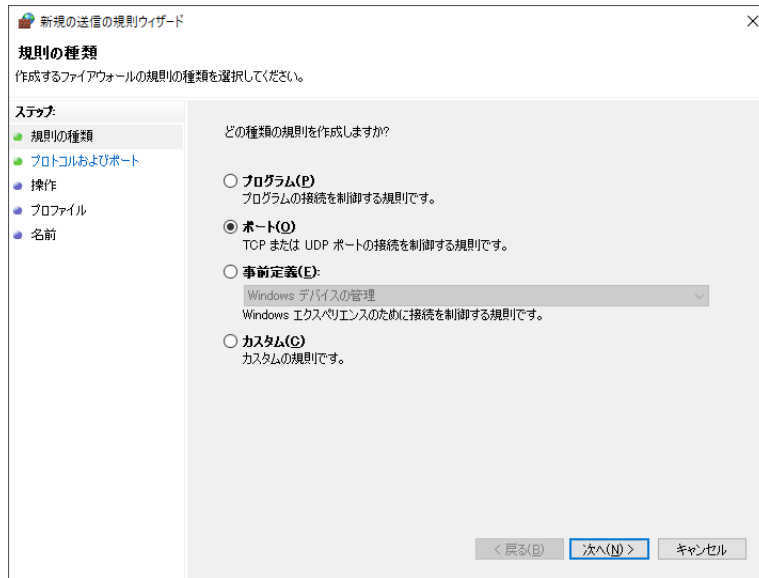 新規の送信の規則ウィザード
規則の種類
作成するファイアウォールの規則の種類を選択してください。
ステップ:
規則の種類
プロトコルおよびポート
操作
プロファイル
名前
どの種類の規則を作成しますか?
プログラム(P)
プログラムの接続を制御する規則です。
ポート(O)
TCP または UDP ポートの接続を制御する規則です。
事前定義(E):
Windows デバイスの管理
Windows エクスペリエンスのために接続を制御する規則です。
カスタム(C)
カスタムの規則です。
< 戻る(B) 次へ(N) > キャンセル